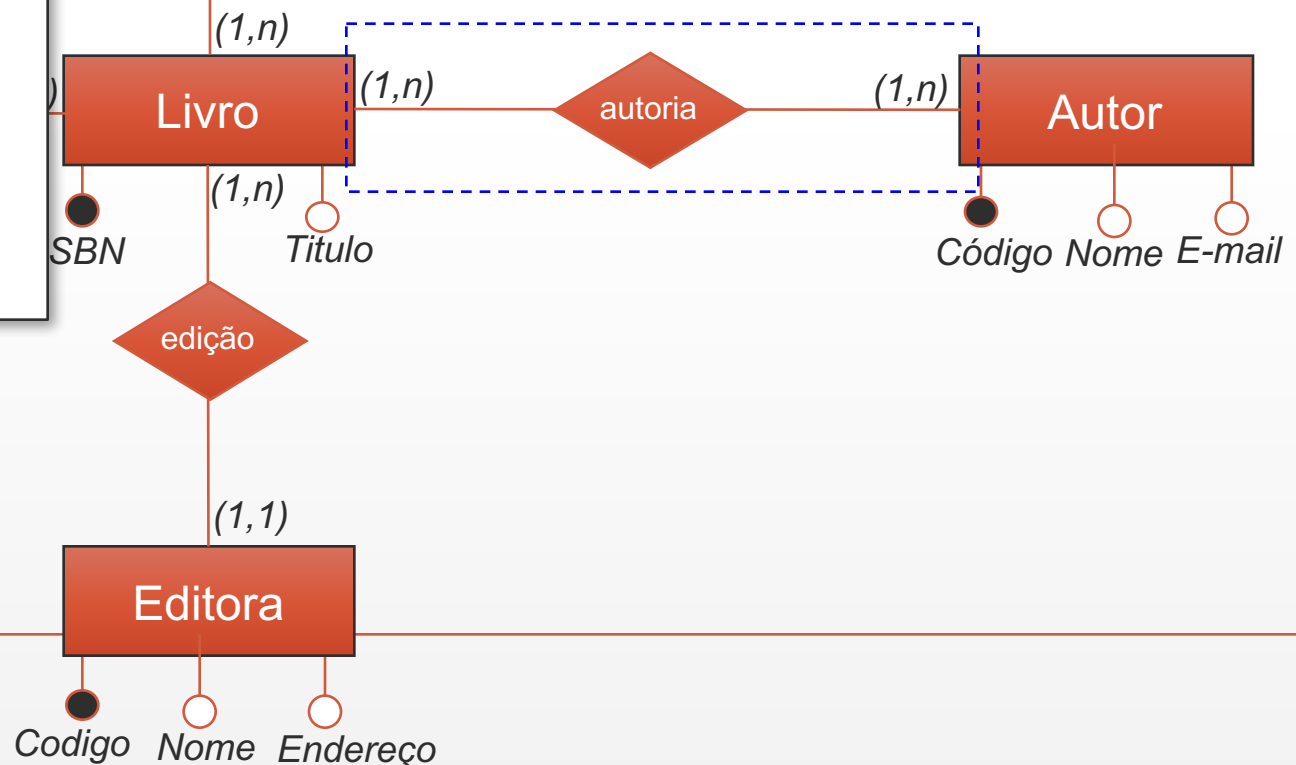 (1,n)
Livro
(1,n)
autoria
(1,n)
Autor
)
(1,n)
SBN
Titulo
Código
Nome
E-mail
edição
(1,1)
Editora
Codigo
Nome
Endereço